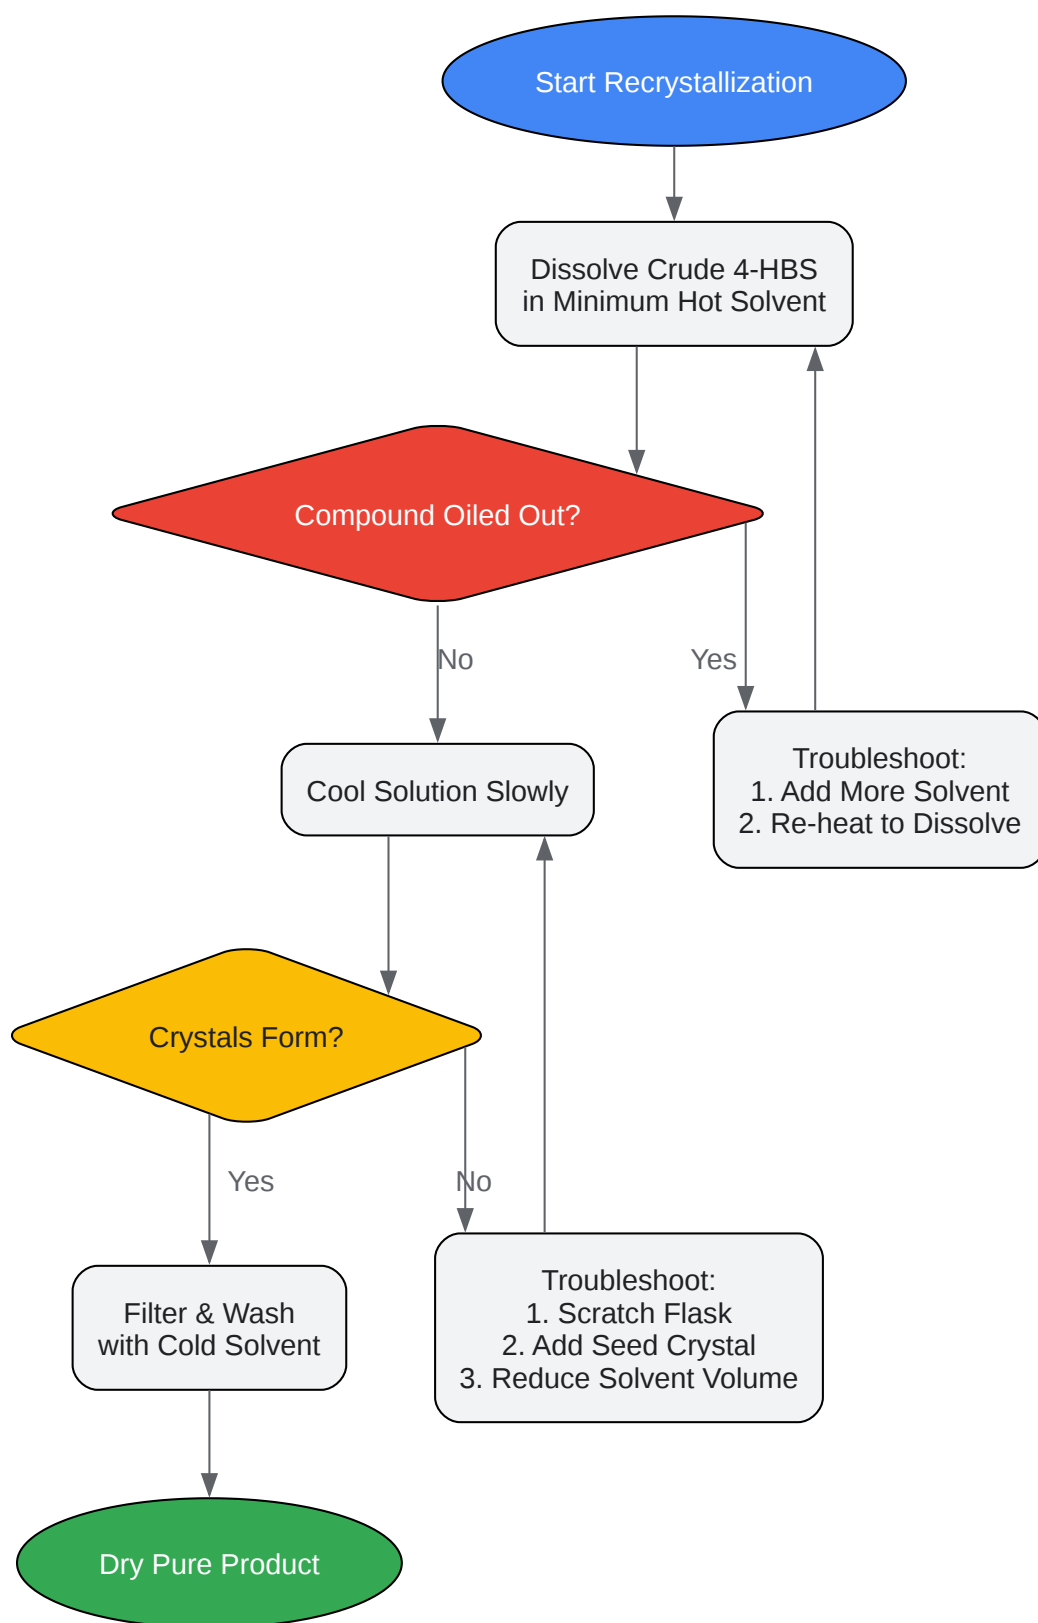 Start Recrystallization
Dissolve Crude 4-HBS
in Minimum Hot Solvent
Compound Oiled Out?
No
Yes
Troubleshoot:
1. Add More Solvent
2. Re-heat to Dissolve
Cool Solution Slowly
Crystals Form?
Yes
No
Filter & Wash
with Cold Solvent
Troubleshoot:
1. Scratch Flask
2. Add Seed Crystal
3. Reduce Solvent Volume
Dry Pure Product